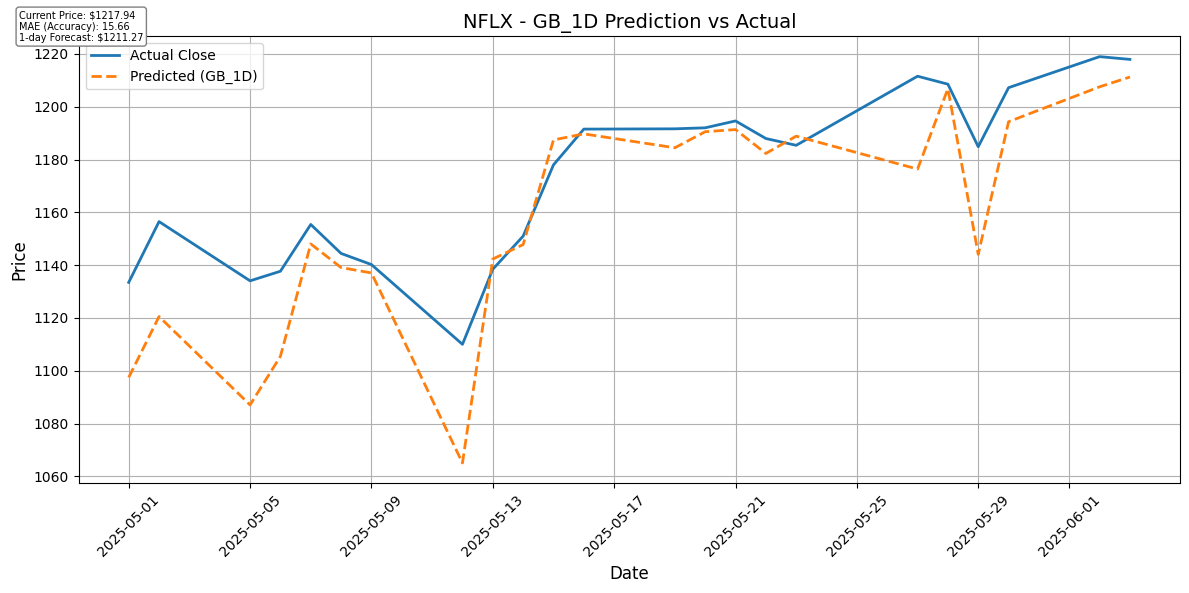 NFLX - GB_1D Prediction vs Actual
Current Price: $1217.94
MAE (Accuracy): 15.66
1-day Forecast: $1211.27
Actual Close
Predicted (GB_1D)
Price
1220
1200
1180
1160
1140
1120
1100
1080
1060
2025-05-01
2025-05-05
2025-05-09
2025-05-13
2025-05-17
2025-05-21
2025-05-25
2025-05-29
2025-06-01
Date